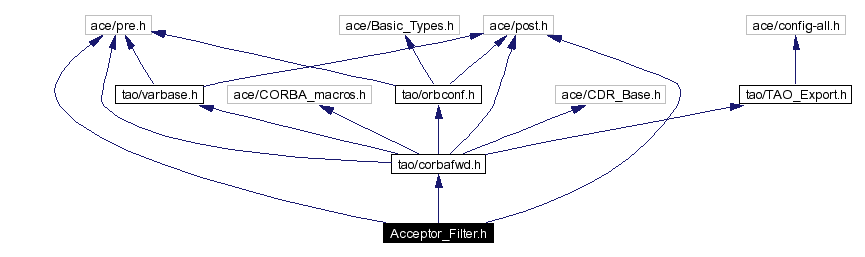 ace/pre.h
ace/Basic_Types.h
ace/post.h
ace/config-all.h
tao/varbase.h
ace/CORBA_macros.h
tao/orbconf.h
ace/CDR_Base.h
tao/TAO_Export.h
tao/corbafwd.h
Acceptor_Filter.h